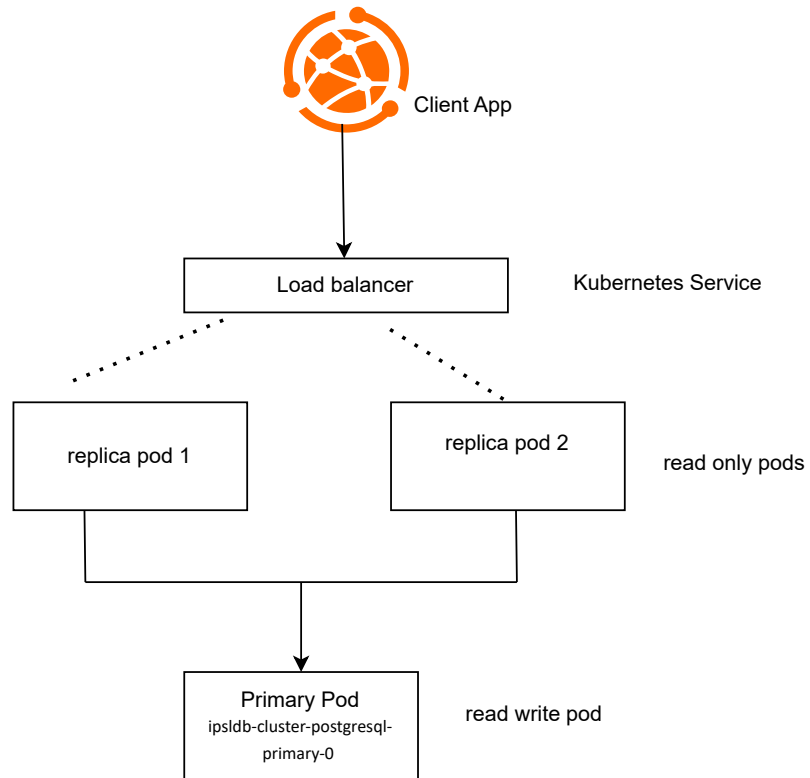 Client App
Load balancer
Kubernetes Service
replica pod 1
replica pod 2
read only pods
Primary Pod
ipsldb-cluster-postgresql-
primary-0
read write pod